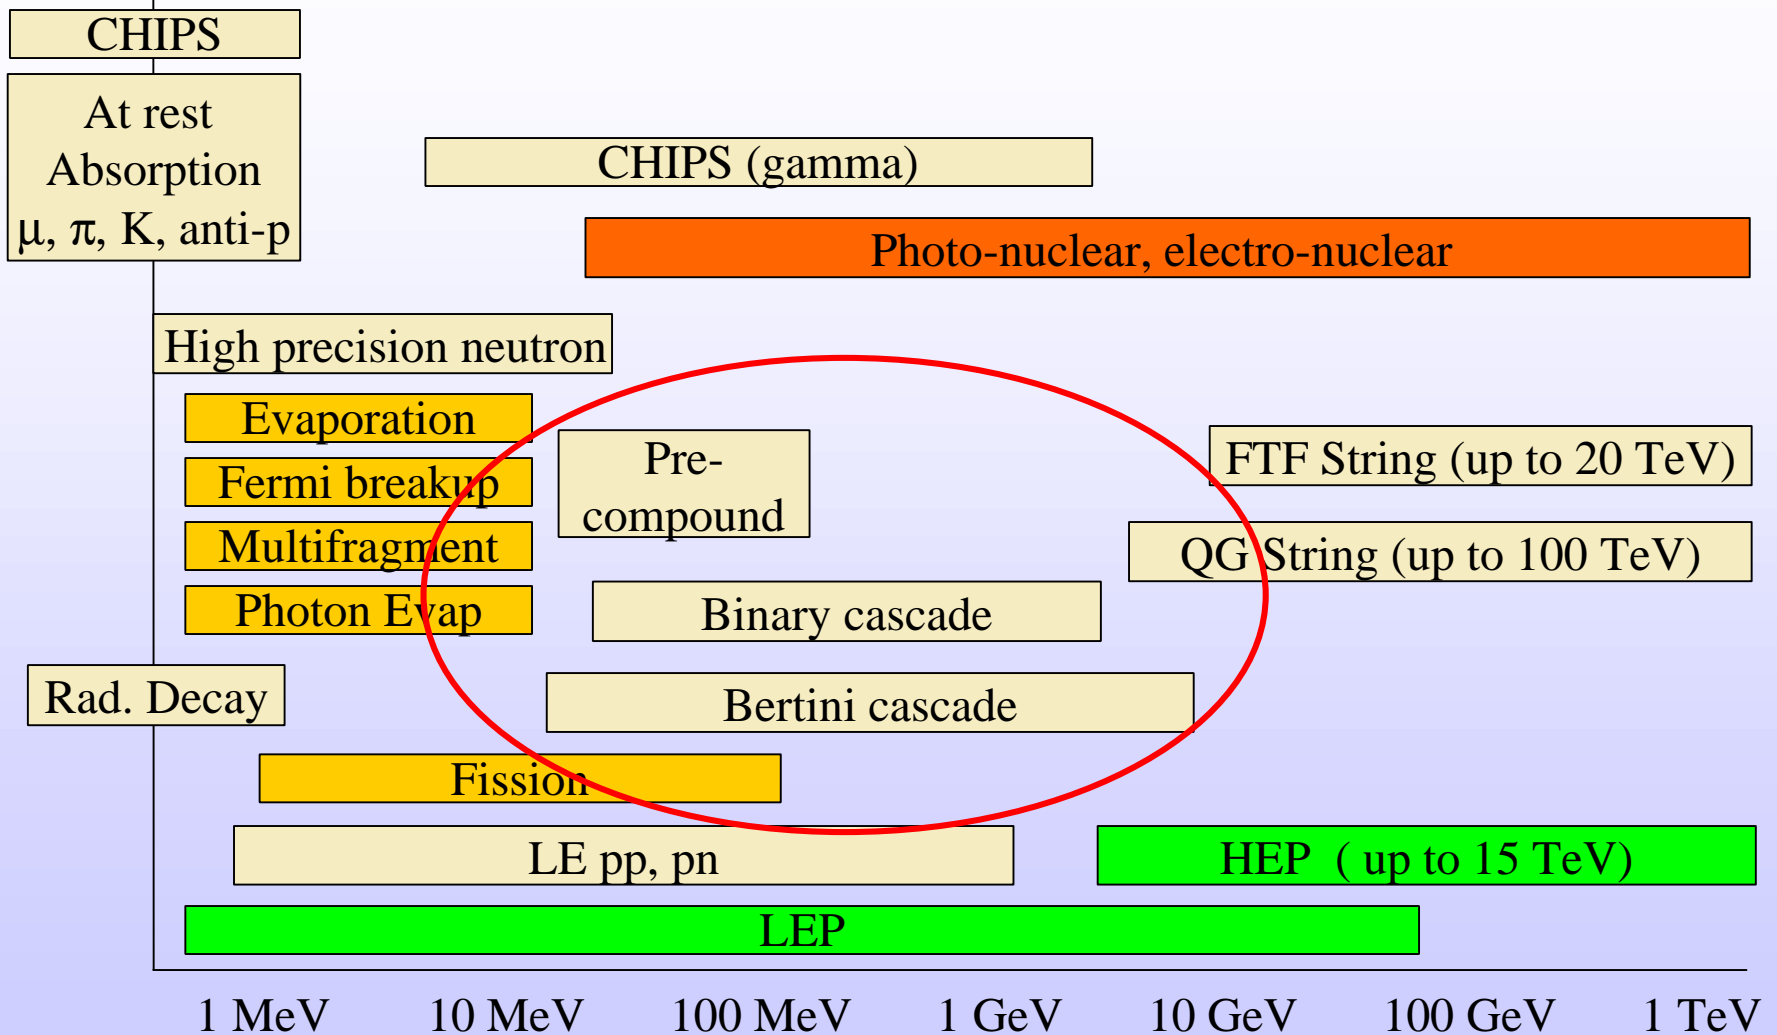 CHIPS
At rest
Absorption
μ, π, K, anti-p
CHIPS (gamma)
Photo-nuclear, electro-nuclear
High precision neutron
Evaporation
Fermi breakup
Multifragment
Photon Evap
Pre-
compound
FTF String (up to 20 TeV)
QG String (up to 100 TeV)
Binary cascade
Rad. Decay
Bertini cascade
Fission
LE pp, pn
HEP ( up to 15 TeV)
LEP
1 MeV 10 MeV 100 MeV 1 GeV 10 GeV 100 GeV 1 TeV